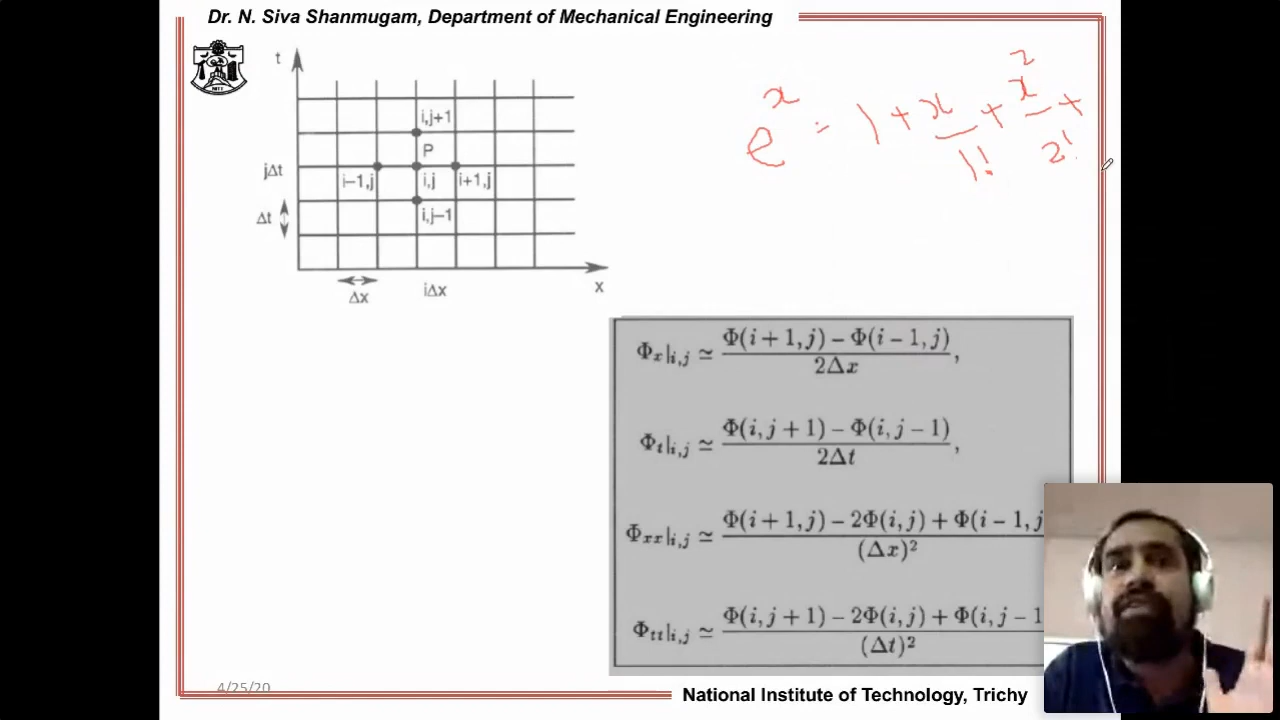 Dr. N. Siva Shanmugam, Department of Mechanical Engineering
t
i,j+1
P
jΔt
i–1,j
i,j
i+1,j
Δt
i,j–1
Δx
iΔx
x
e^x = 1 + x/1! + x^2/2! +
Φx|i,j ≃ Φ(i + 1, j) – Φ(i – 1, j) / 2Δx,
Φt|i,j ≃ Φ(i, j + 1) – Φ(i, j – 1) / 2Δt,
Φxx|i,j ≃ Φ(i + 1, j) – 2Φ(i, j) + Φ(i – 1, j / (Δx)²
Φtt|i,j ≃ Φ(i, j + 1) – 2Φ(i, j) + Φ(i, j – 1 / (Δt)²
4/25/20
National Institute of Technology, Trichy